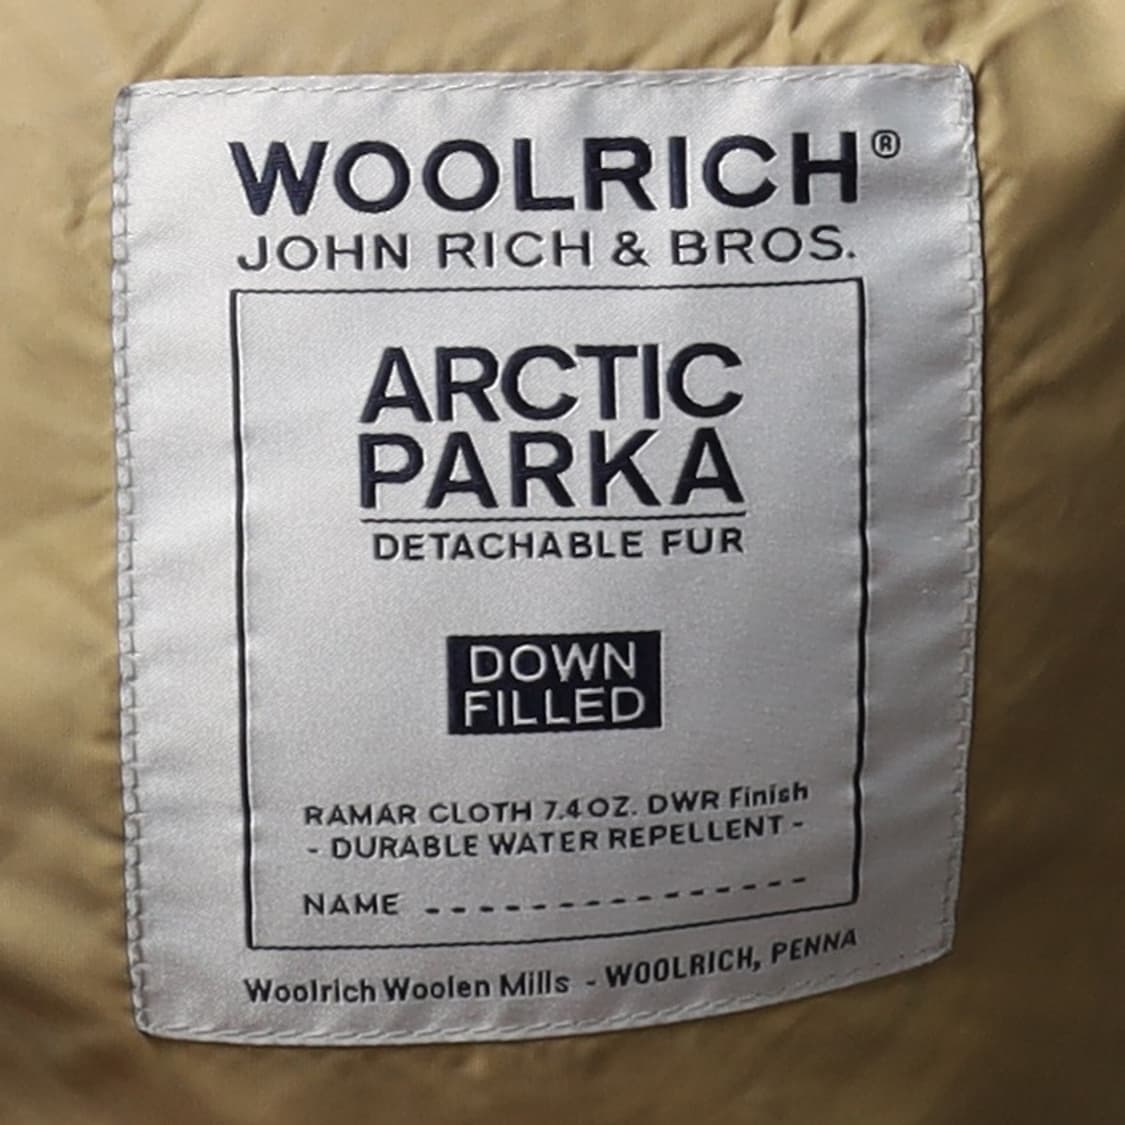 WOOLRICH®
JOHN RICH & BROS.
ARCTIC
PARKA
DETACHABLE FUR
DOWN
FILLED
RAMAR CLOTH 7.4 OZ. DWR Finish
- DURABLE WATER REPELLENT -
NAME --------------
Woolrich Woolen Mills - WOOLRICH, PENNA